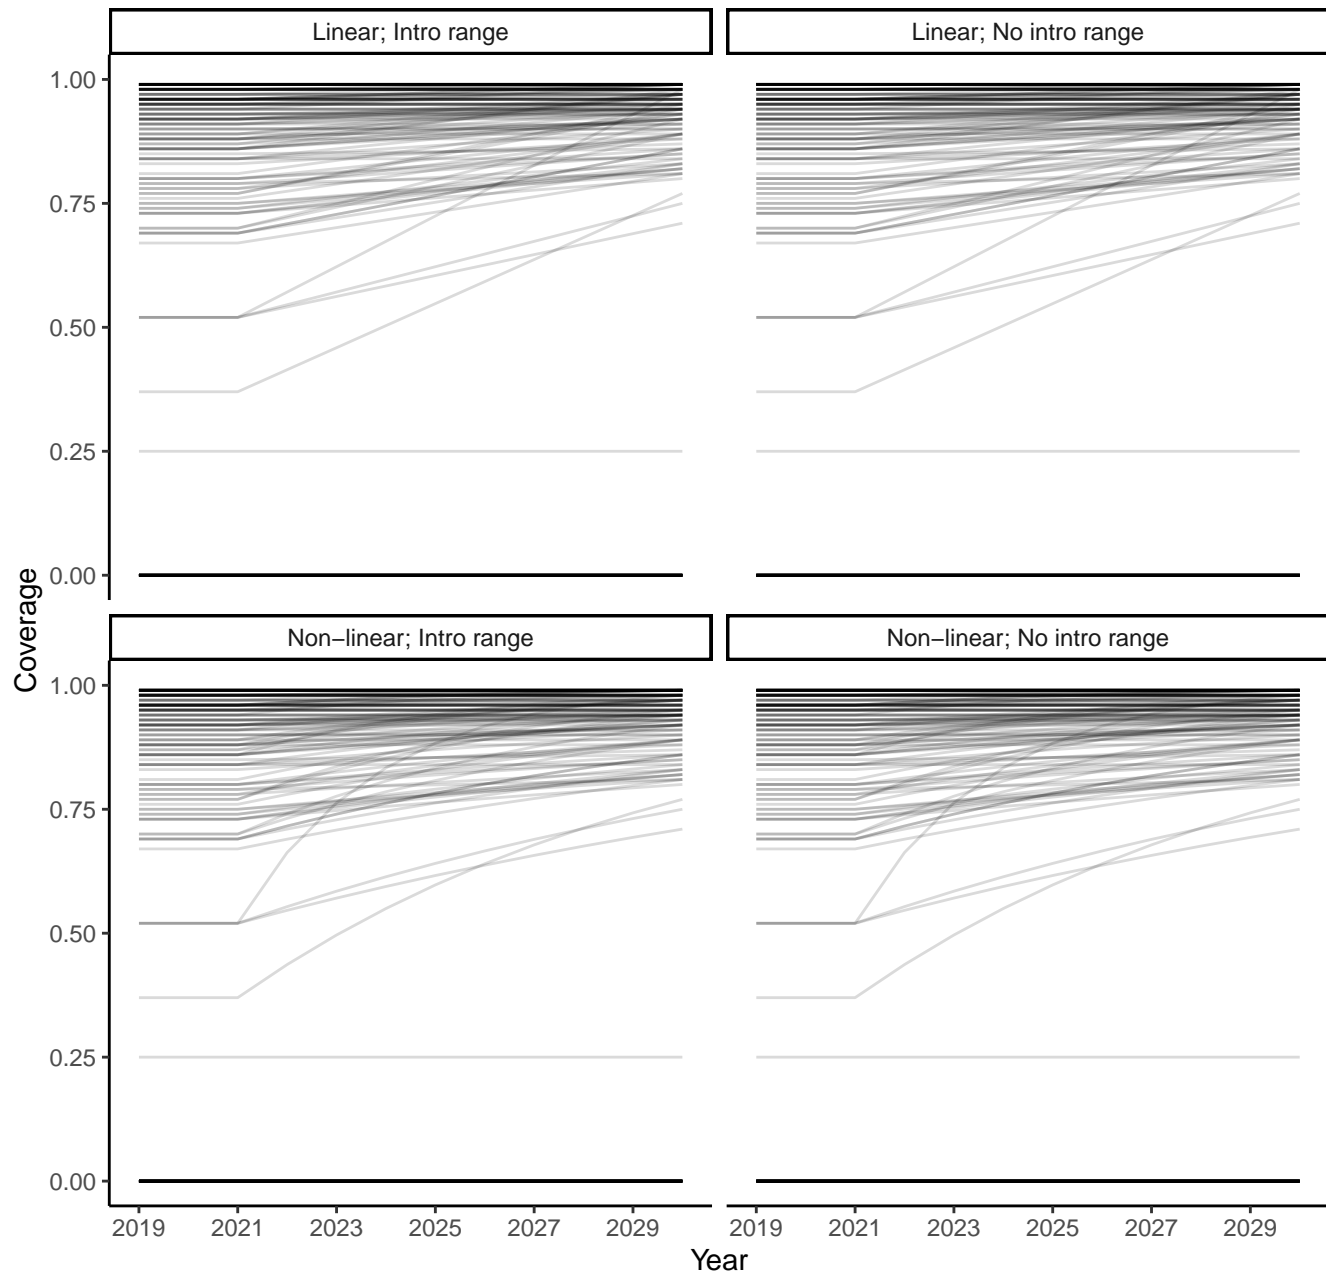 Linear; Intro range
Linear; No intro range
1.00
0.75
0.50
0.25
0.00
Coverage
Non−linear; Intro range
Non−linear; No intro range
1.00
0.75
0.50
0.25
0.00
2019 2021 2023 2025 2027 2029 2019 2021 2023 2025 2027 2029
Year